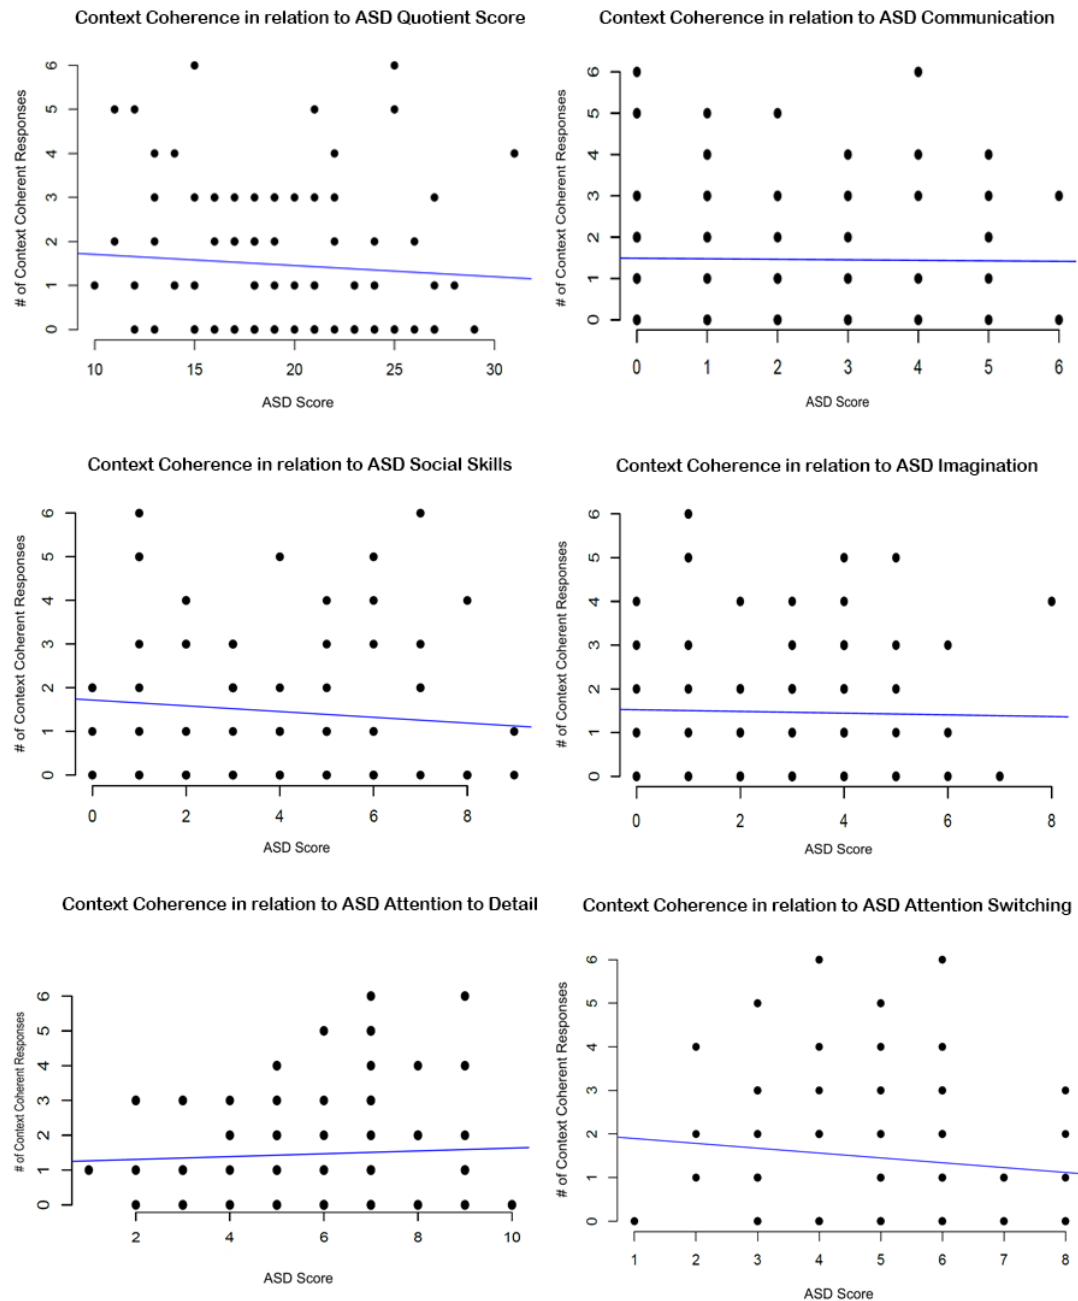 Context Coherence in relation to ASD Quotient Score
# of Context Coherent Responses
6
5
4
3
2
1
0
10 15 20 25 30
ASD Score
Context Coherence in relation to ASD Communication
# of Context Coherent Responses
6
5
4
3
2
1
0
0 1 2 3 4 5 6
ASD Score
Context Coherence in relation to ASD Social Skills
# of Context Coherent Responses
6
5
4
3
2
1
0
0 2 4 6 8
ASD Score
Context Coherence in relation to ASD Imagination
# of Context Coherent Responses
6
5
4
3
2
1
0
0 2 4 6 8
ASD Score
Context Coherence in relation to ASD Attention to Detail
# of Context Coherent Responses
6
5
4
3
2
1
0
2 4 6 8 10
ASD Score
Context Coherence in relation to ASD Attention Switching
# of Context Coherent Responses
6
5
4
3
2
1
0
1 2 3 4 5 6 7 8
ASD Score